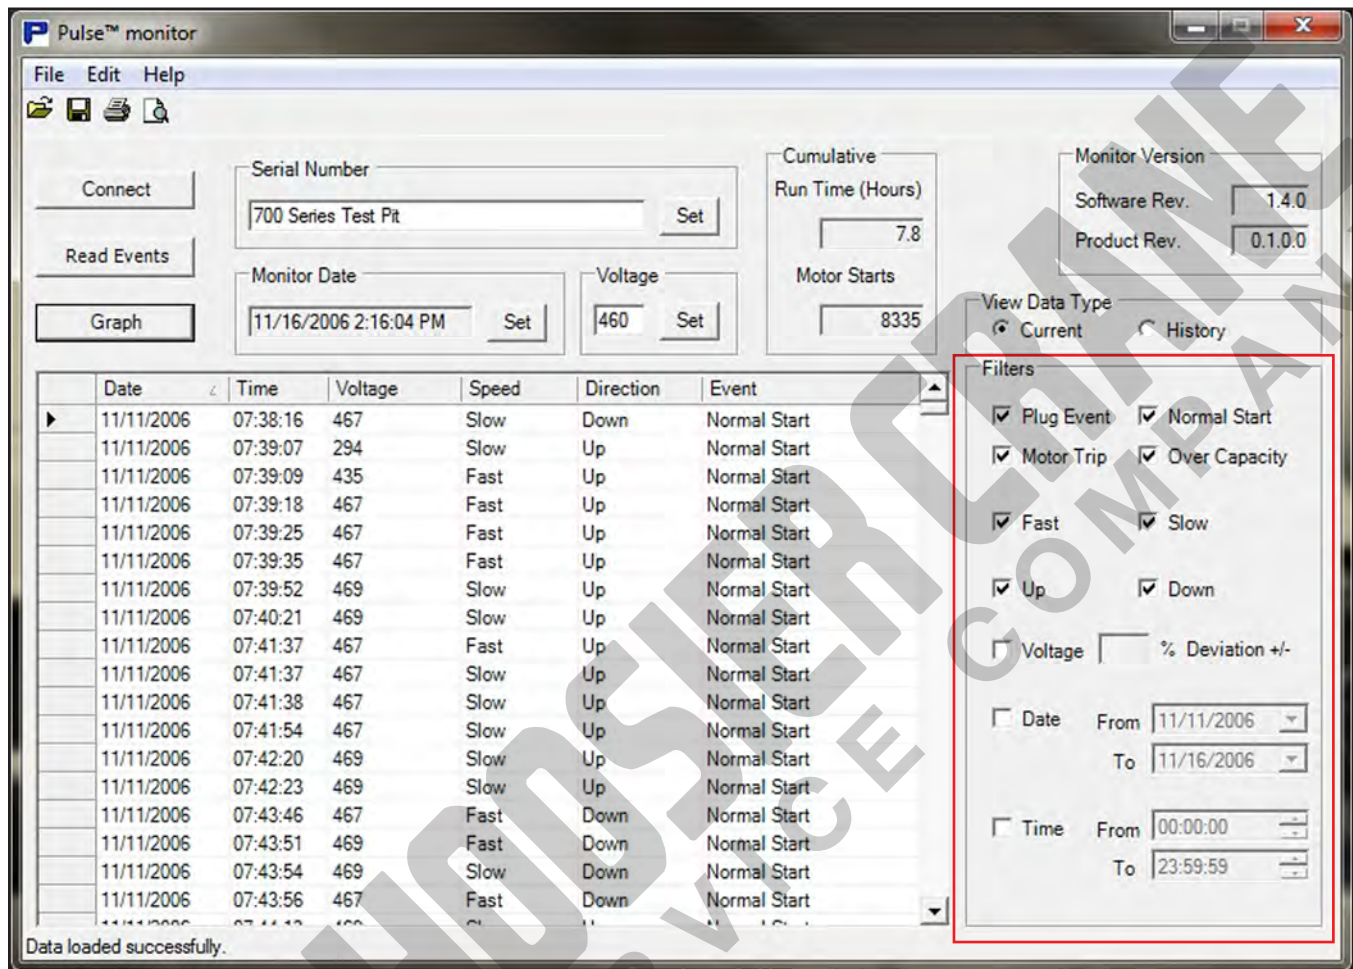 Pulse™ monitor
File Edit Help
Connect
Read Events
Graph
Serial Number
700 Series Test Pit
Set
Monitor Date
11/16/2006 2:16:04 PM
Set
Voltage
460
Set
Cumulative
Run Time (Hours)
7.8
Motor Starts
8335
Monitor Version
Software Rev. 1.4.0
Product Rev. 0.1.0.0
View Data Type
Current History
Date Time Voltage Speed Direction Event
11/11/2006 07:38:16 467 Slow Down Normal Start
11/11/2006 07:39:07 294 Slow Up Normal Start
11/11/2006 07:39:09 435 Fast Up Normal Start
11/11/2006 07:39:18 467 Fast Up Normal Start
11/11/2006 07:39:25 467 Fast Up Normal Start
11/11/2006 07:39:35 467 Fast Up Normal Start
11/11/2006 07:39:52 469 Slow Up Normal Start
11/11/2006 07:40:21 469 Slow Up Normal Start
11/11/2006 07:41:37 467 Fast Up Normal Start
11/11/2006 07:41:37 467 Slow Up Normal Start
11/11/2006 07:41:38 467 Slow Up Normal Start
11/11/2006 07:41:54 467 Slow Up Normal Start
11/11/2006 07:42:20 469 Slow Up Normal Start
11/11/2006 07:42:23 469 Slow Up Normal Start
11/11/2006 07:43:46 467 Fast Down Normal Start
11/11/2006 07:43:51 469 Fast Down Normal Start
11/11/2006 07:43:54 469 Slow Down Normal Start
11/11/2006 07:43:56 467 Fast Down Normal Start
Filters
Plug Event Normal Start
Motor Trip Over Capacity
Fast Slow
Up Down
Voltage % Deviation +/-
Date From 11/11/2006
To 11/16/2006
Time From 00:00:00
To 23:59:59
Data loaded successfully.
HOOSIER CRANE
COMPAN